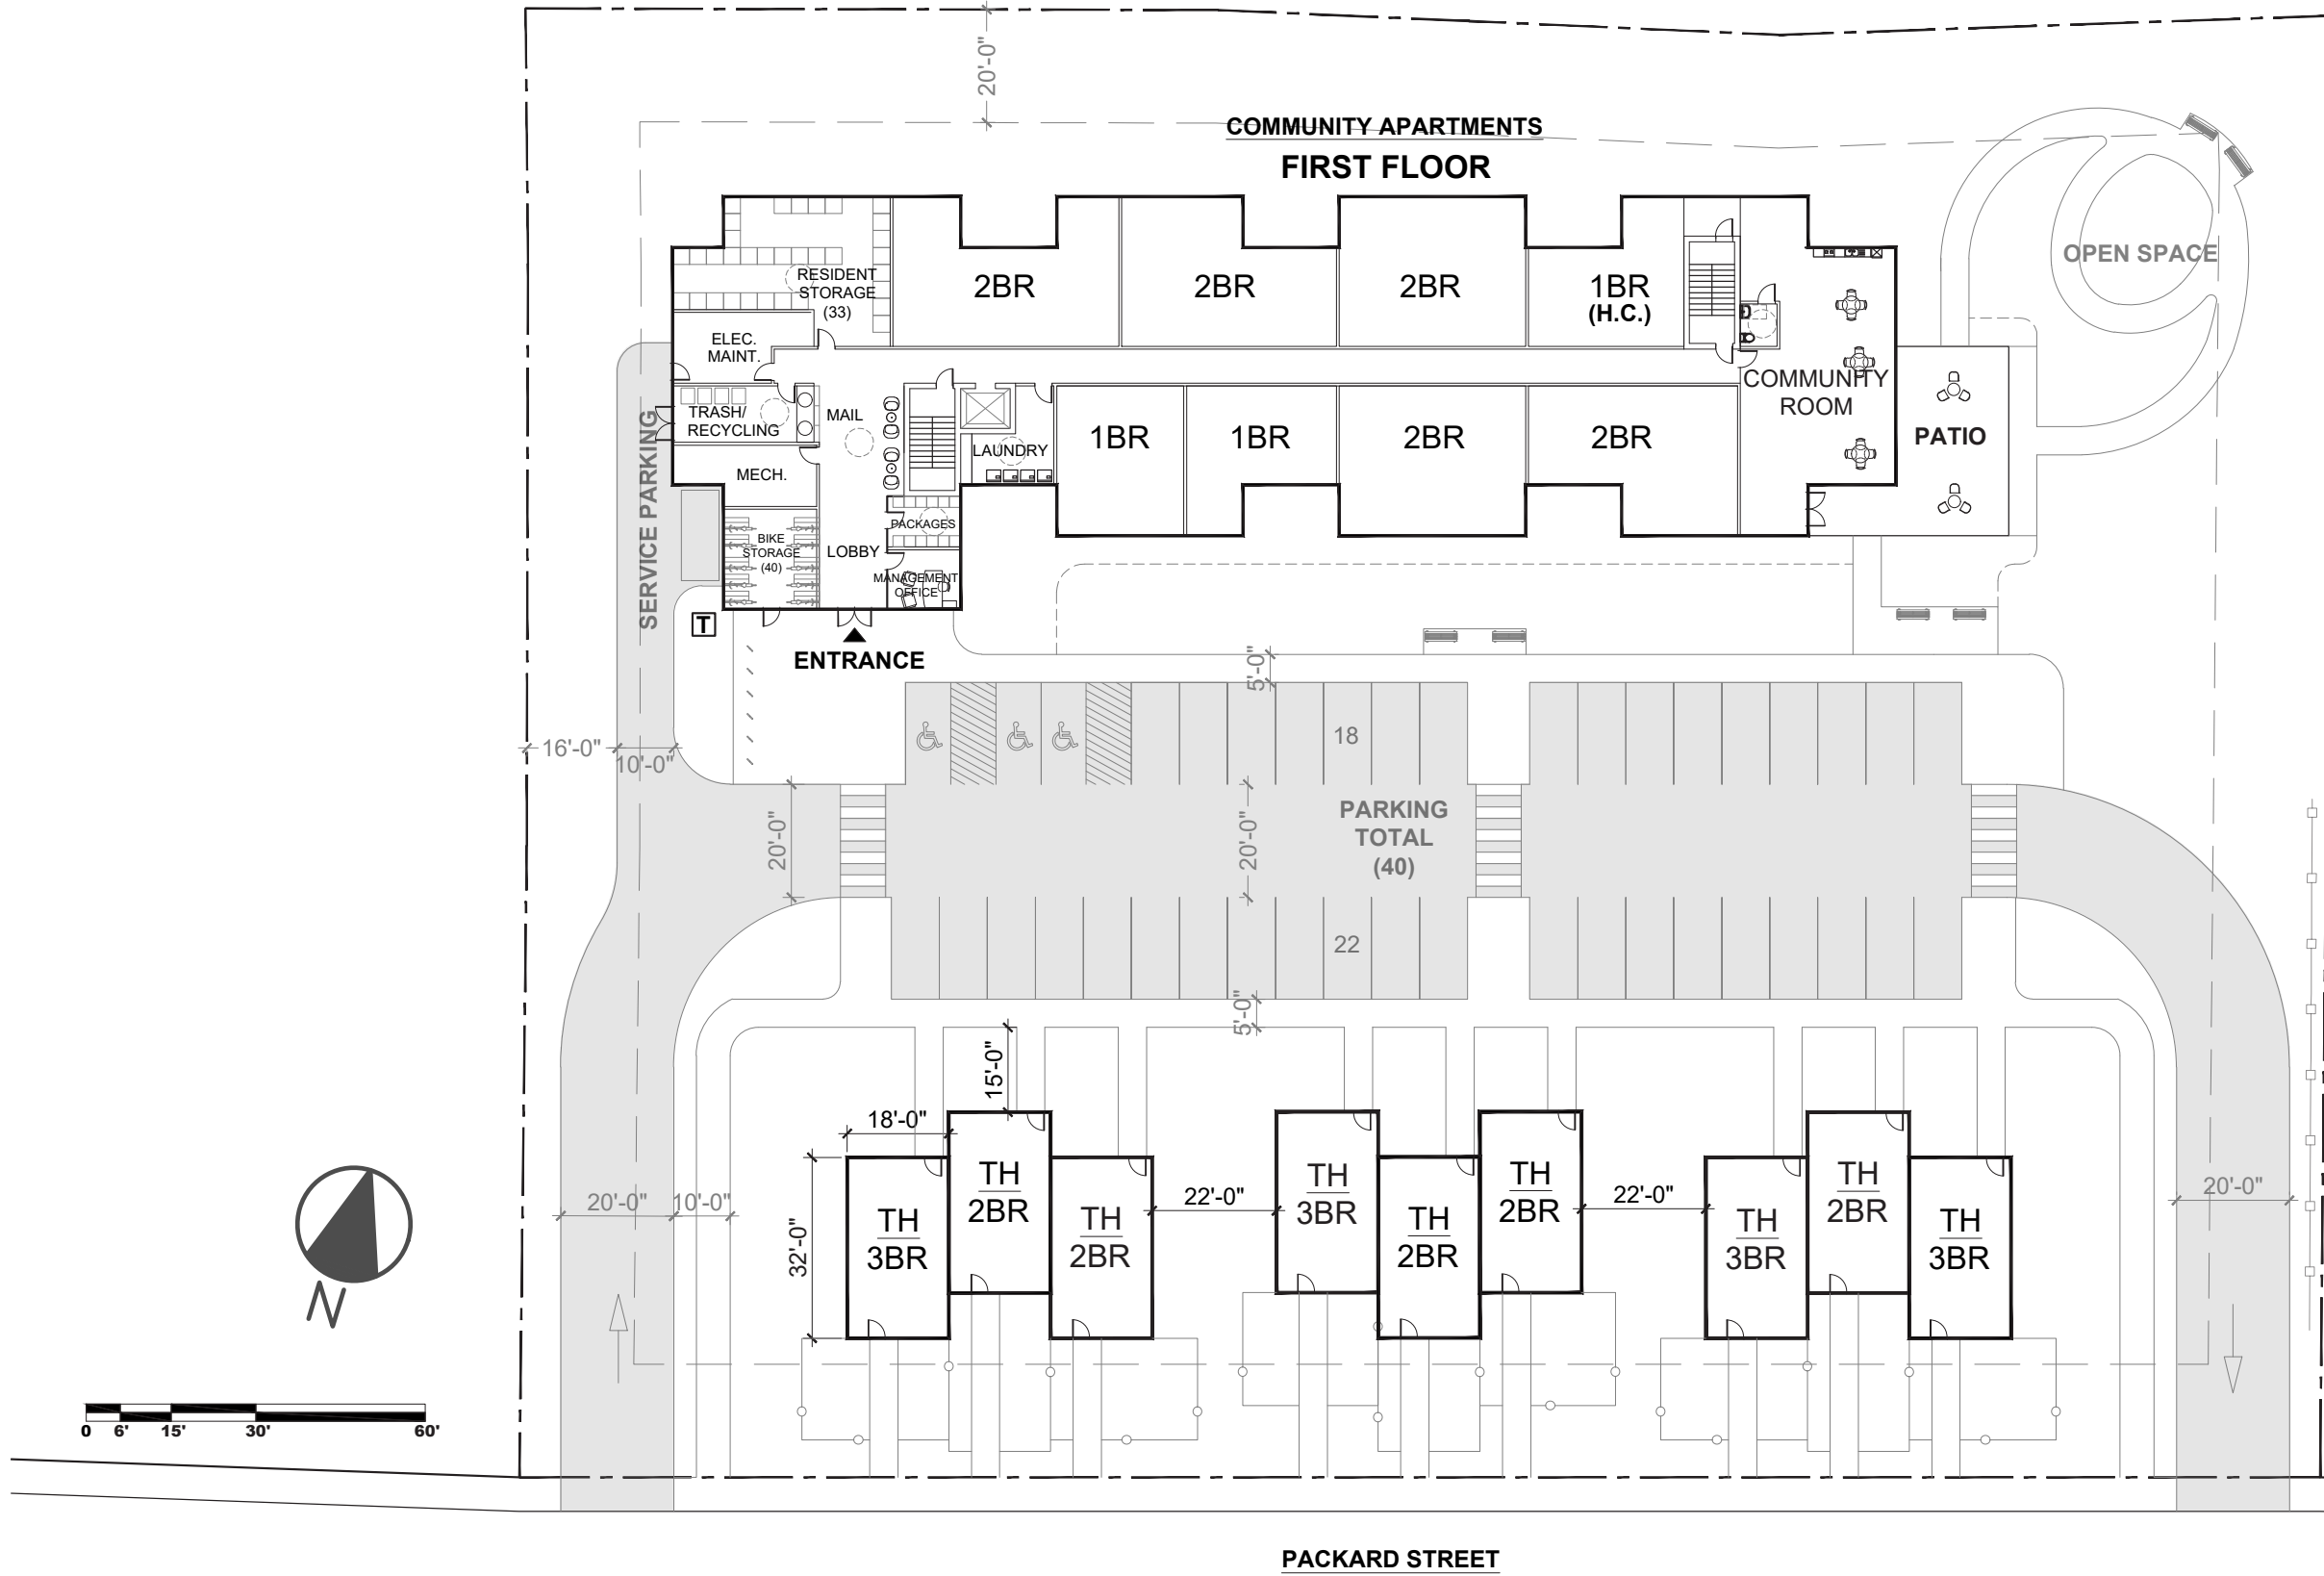 20'-0"
COMMUNITY APARTMENTS
FIRST FLOOR
OPEN SPACE
RESIDENT
STORAGE
(33)
2BR
2BR
2BR
1BR
(H.C.)
ELEC.
MAINT.
COMMUNITY
ROOM
TRASH/
RECYCLING
MAIL
LAUNDRY
1BR
1BR
2BR
2BR
PATIO
MECH.
SERVICE PARKING
PACKAGES
BIKE
STORAGE
(40)
LOBBY
MANAGEMENT
OFFICE
T
ENTRANCE
5'-0"
16'-0"
10'-0"
18
20'-0"
20'-0"
PARKING
TOTAL
(40)
22
5'-0"
15'-0"
18'-0"
32'-0"
TH
3BR
TH
2BR
TH
2BR
22'-0"
TH
3BR
TH
2BR
TH
2BR
22'-0"
TH
3BR
TH
2BR
TH
3BR
20'-0"
10'-0"
20'-0"
N
0 6' 15' 30' 60'
PACKARD STREET